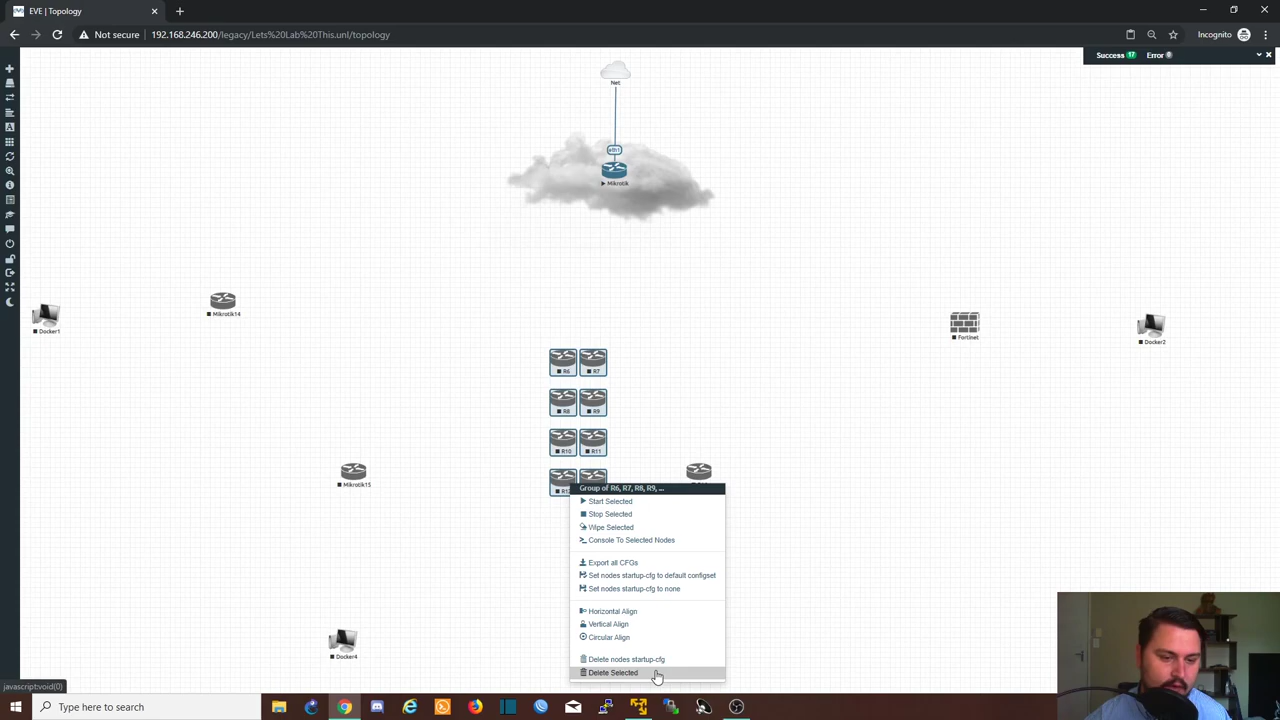 EVE | Topology
Not secure
192.168.246.200/legacy/Lets%20Lab%20This.unl/topology
Incognito
Success 17 Error 0
Net
eth1
Mikrotik
Mikrotik14
Docker1
Fortinet
Docker2
R6 R7
R8 R9
R10 R11
Mikrotik15
Group of R6, R7, R8, R9, ...
Start Selected
Stop Selected
Wipe Selected
Console To Selected Nodes
Export all CFGs
Set nodes startup-cfg to default configset
Set nodes startup-cfg to none
Horizontal Align
Vertical Align
Circular Align
Delete nodes startup-cfg
Delete Selected
Docker4
javascript:void(0)
Type here to search